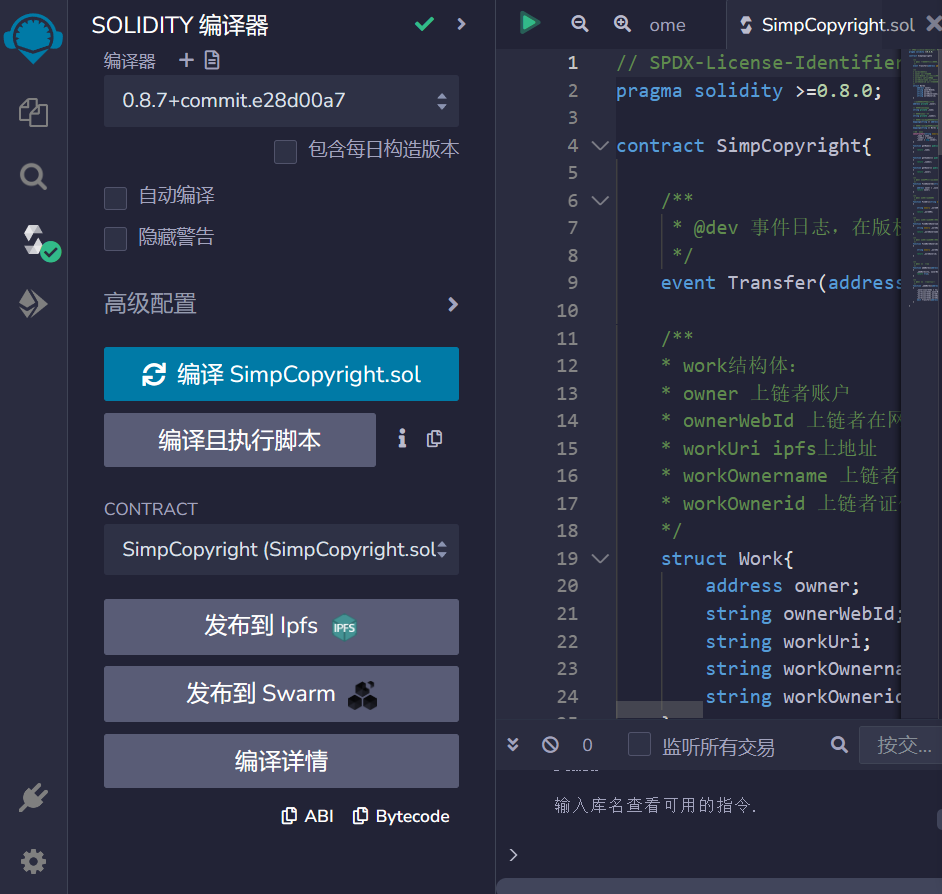 SOLIDITY 编译器
编译器
0.8.7+commit.e28d00a7
包含每日构造版本
自动编译
隐藏警告
高级配置
编译 SimpCopyright.sol
编译且执行脚本
CONTRACT
SimpCopyright (SimpCopyright.sol
发布到 Ipfs
IPFS
发布到 Swarm
编译详情
ABI
Bytecode
ome
SimpCopyright.sol
1 // SPDX-License-Identifier
2 pragma solidity >=0.8.0;
3
4 contract SimpCopyright{
5
6 /**
7 * @dev 事件日志，在版权
8 */
9 event Transfer(address
10
11 /**
12 * work结构体：
13 * owner 上链者账户
14 * ownerWebId 上链者在网
15 * workUri ipfs上地址
16 * workOwnername 上链者
17 * workOwnerid 上链者证
18 */
19 struct Work{
20 address owner;
21 string ownerWebId;
22 string workUri;
23 string workOwnerna
24 string workOwnerid
0
监听所有交易
按交...
输入库名查看可用的指令.
>